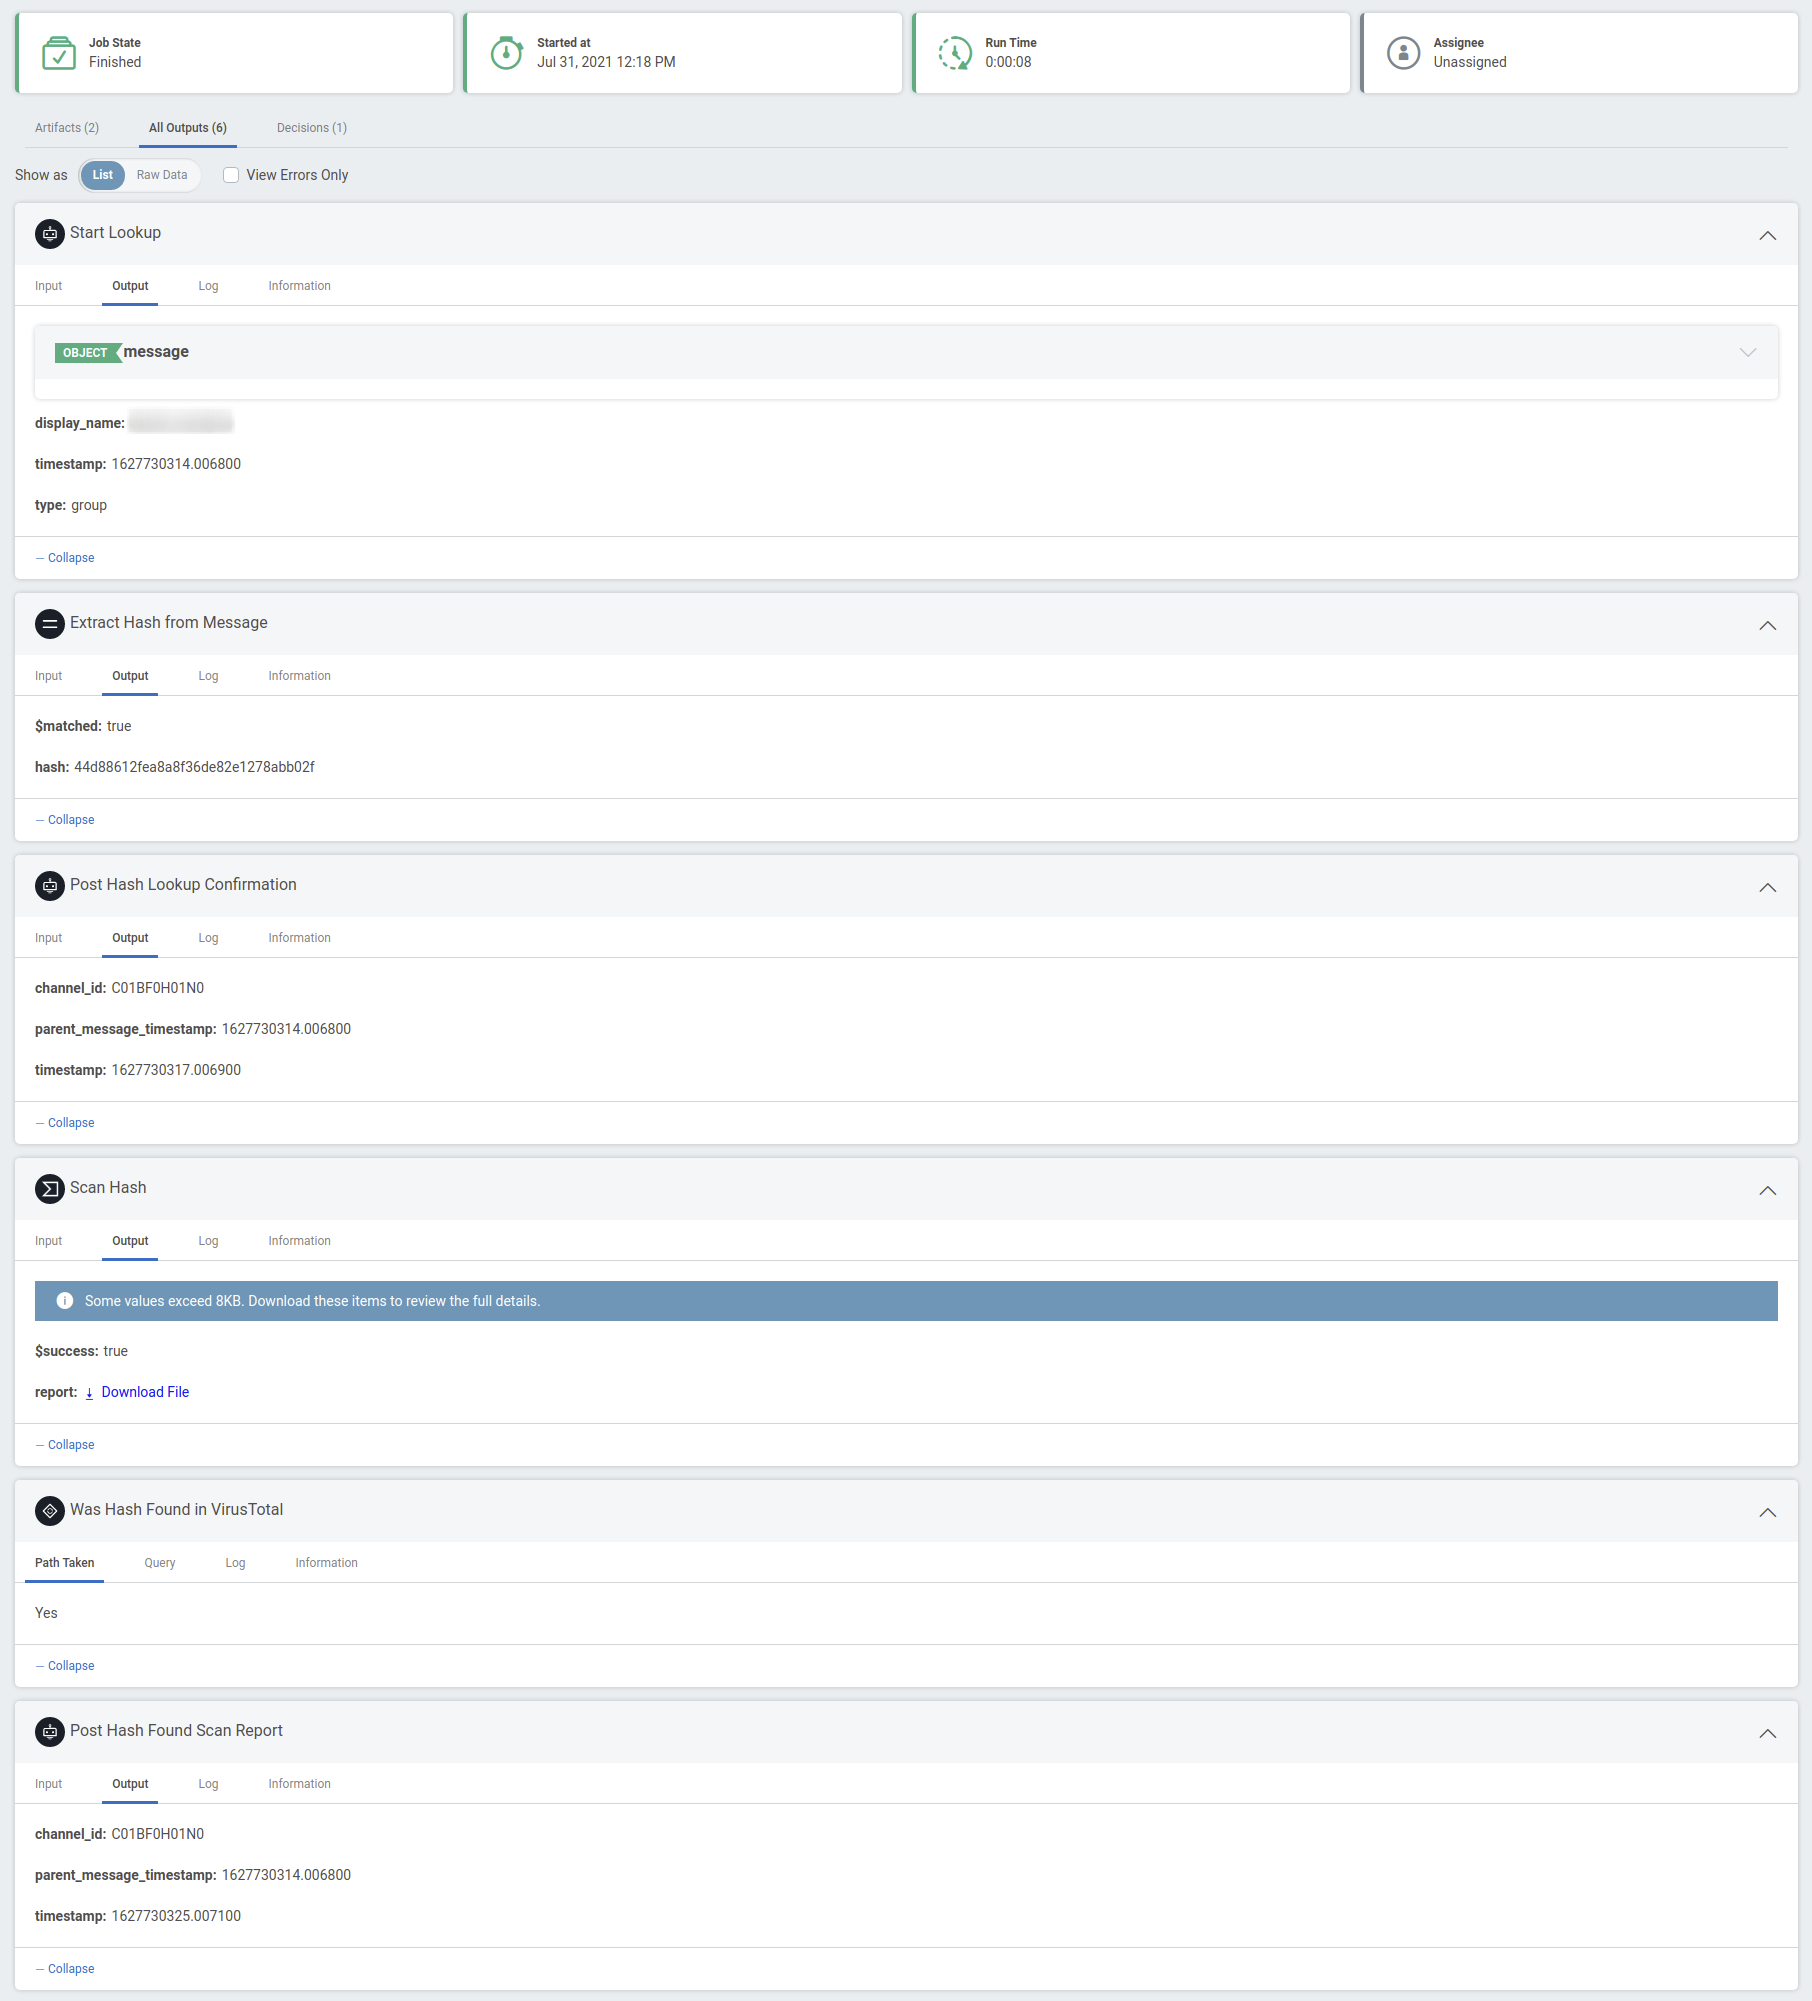 Job State
Finished
Started at
Jul 31, 2021 12:18 PM
Run Time
0:00:08
Assignee
Unassigned
Artifacts (2) All Outputs (6) Decisions (1)
Show as List Raw Data View Errors Only
Start Lookup
Input Output Log Information
OBJECT message
display_name:
timestamp: 1627730314.006800
type: group
— Collapse
Extract Hash from Message
Input Output Log Information
$matched: true
hash: 44d88612fea8a8f36de82e1278abb02f
— Collapse
Post Hash Lookup Confirmation
Input Output Log Information
channel_id: C01BF0H01N0
parent_message_timestamp: 1627730314.006800
timestamp: 1627730317.006900
— Collapse
Scan Hash
Input Output Log Information
Some values exceed 8KB. Download these items to review the full details.
$success: true
report: Download File
— Collapse
Was Hash Found in VirusTotal
Path Taken Query Log Information
Yes
— Collapse
Post Hash Found Scan Report
Input Output Log Information
channel_id: C01BF0H01N0
parent_message_timestamp: 1627730314.006800
timestamp: 1627730325.007100
— Collapse